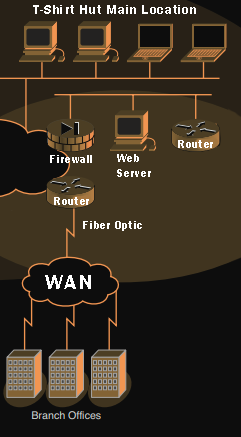 T-Shirt Hut Main Location
Firewall
Web
Server
Router
Router
Fiber Optic
WAN
Branch Offices